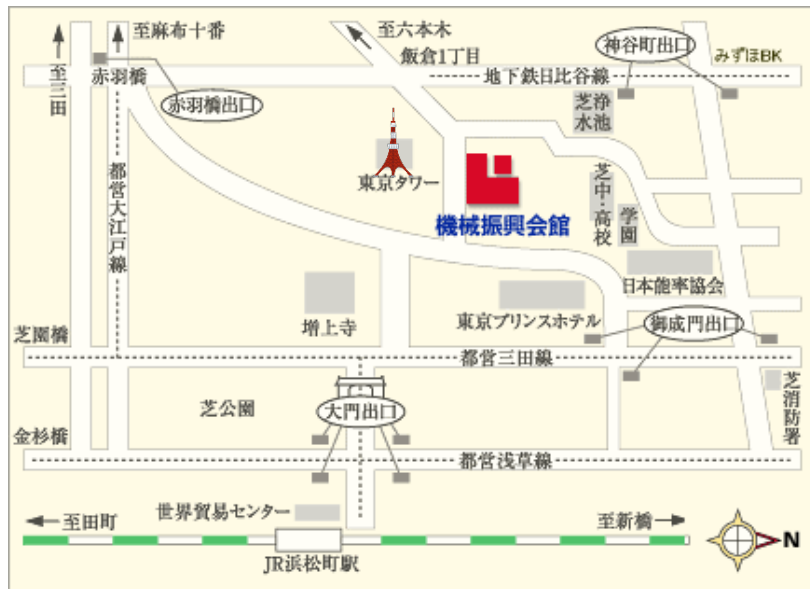 至麻布十番
至六本木
飯倉1丁目
神谷町出口
みずほBK
至三田
赤羽橋
地下鉄日比谷線
赤羽橋出口
芝浄
水池
東京タワー
都営大江戸線
芝中・高校
学園
機械振興会館
日本能率協会
増上寺
東京プリンスホテル
御成門出口
芝園橋
都営三田線
芝消防署
芝公園
大門出口
金杉橋
都営浅草線
世界貿易センター
至田町
至新橋
N
JR浜松町駅